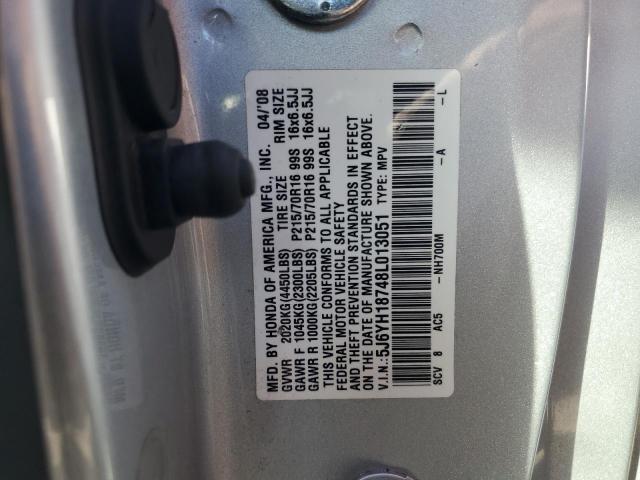 MFD. BY HONDA OF AMERICA MFG., INC. 04/'08
GVWR 2020KG(4450LBS) TIRE SIZE RIM SIZE
GAWR F 1045KG(2300LBS) P215/70R16 99S 16x6.5JJ
GAWR R 1000KG(2205LBS) P215/70R16 99S 16x6.5JJ
THIS VEHICLE CONFORMS TO ALL APPLICABLE
FEDERAL MOTOR VEHICLE SAFETY
AND THEFT PREVENTION STANDARDS IN EFFECT
ON THE DATE OF MANUFACTURE SHOWN ABOVE.
V.I.N.:5J6YH18748L013051 TYPE: MPV
SCV 8 AC5 -NH700M -A -L